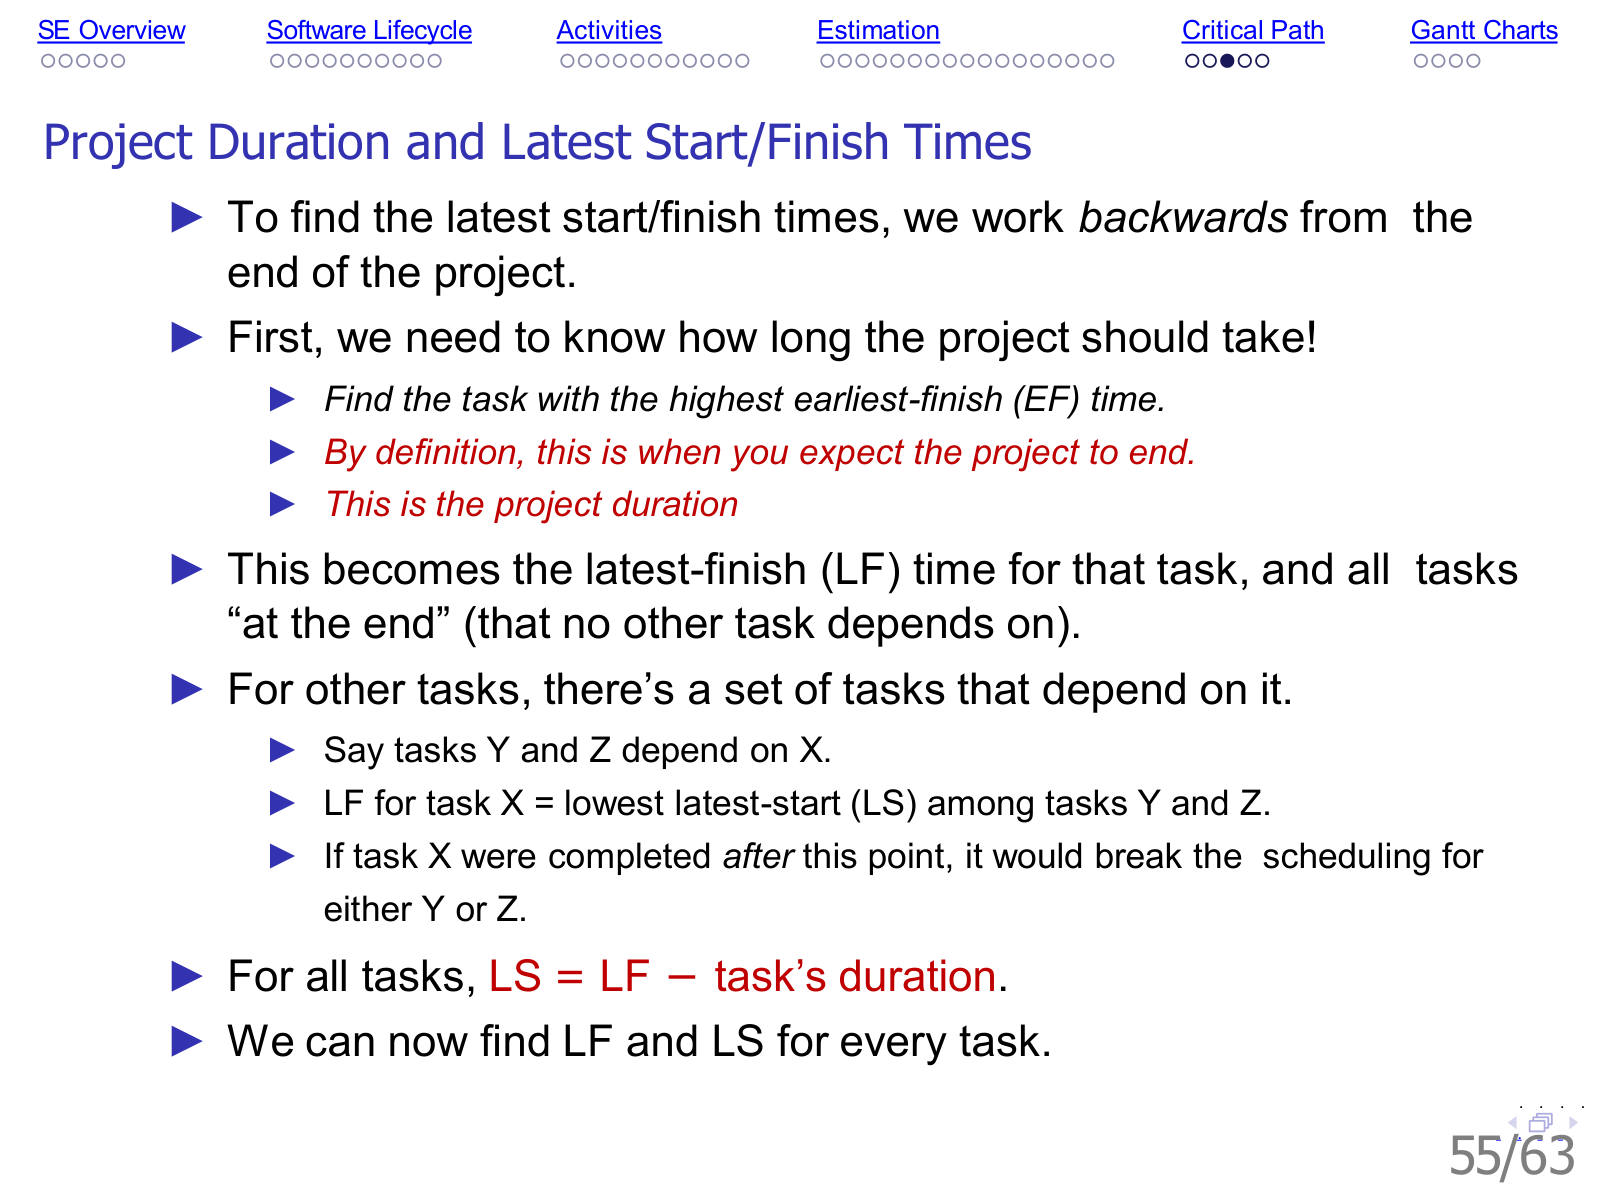 SE Overview Software Lifecycle Activities Estimation Critical Path Gantt Charts
Project Duration and Latest Start/Finish Times
To find the latest start/finish times, we work backwards from the
end of the project.
First, we need to know how long the project should take!
Find the task with the highest earliest-finish (EF) time.
By definition, this is when you expect the project to end.
This is the project duration
This becomes the latest-finish (LF) time for that task, and all tasks
“at the end” (that no other task depends on).
For other tasks, there’s a set of tasks that depend on it.
Say tasks Y and Z depend on X.
LF for task X = lowest latest-start (LS) among tasks Y and Z.
If task X were completed after this point, it would break the scheduling for
either Y or Z.
For all tasks, LS = LF − task’s duration.
We can now find LF and LS for every task.
55/63